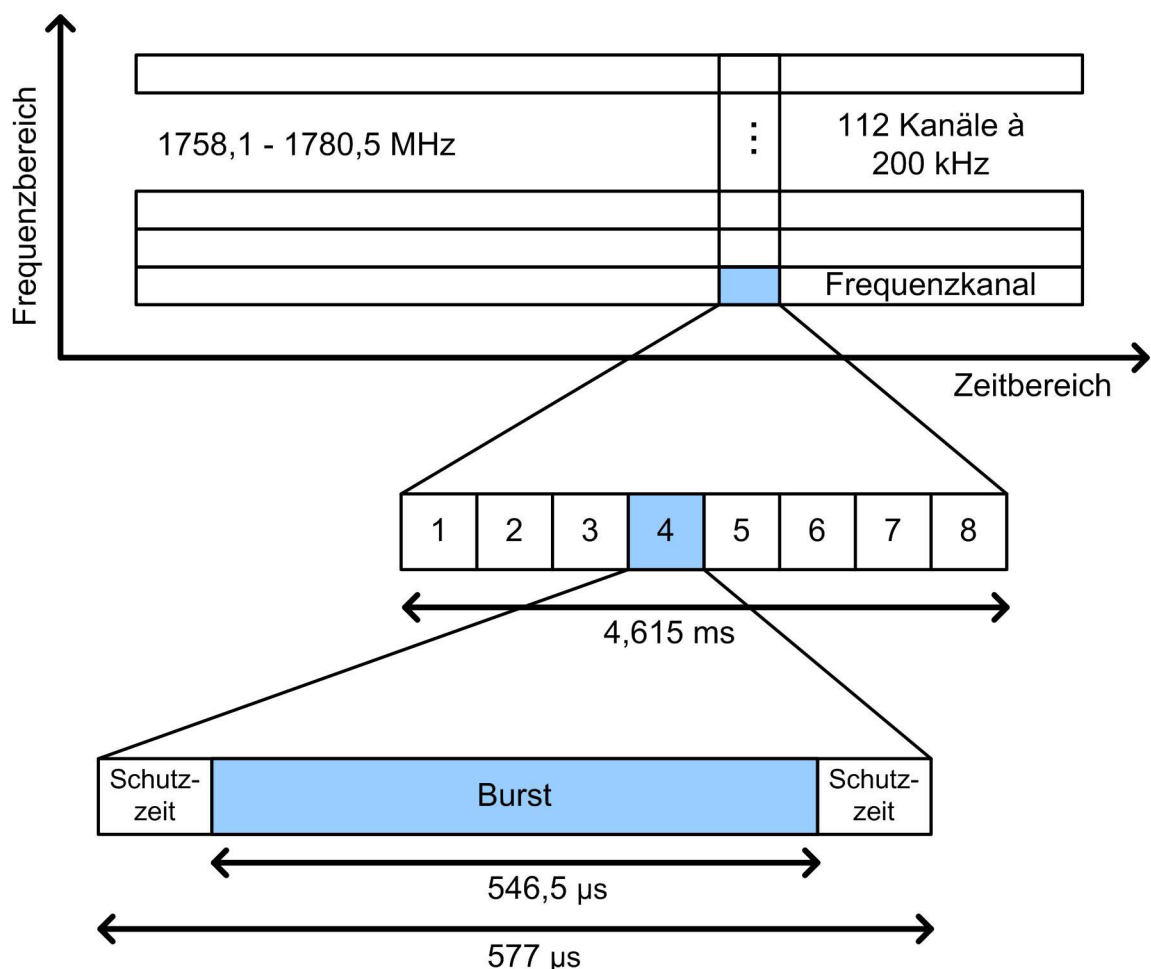 Frequenzbereich
1758,1 - 1780,5 MHz
⋮
112 Kanäle à
200 kHz
Frequenzkanal
Zeitbereich
1 2 3 4 5 6 7 8
4,615 ms
Schutz-
zeit
Burst
Schutz-
zeit
546,5 µs
577 µs